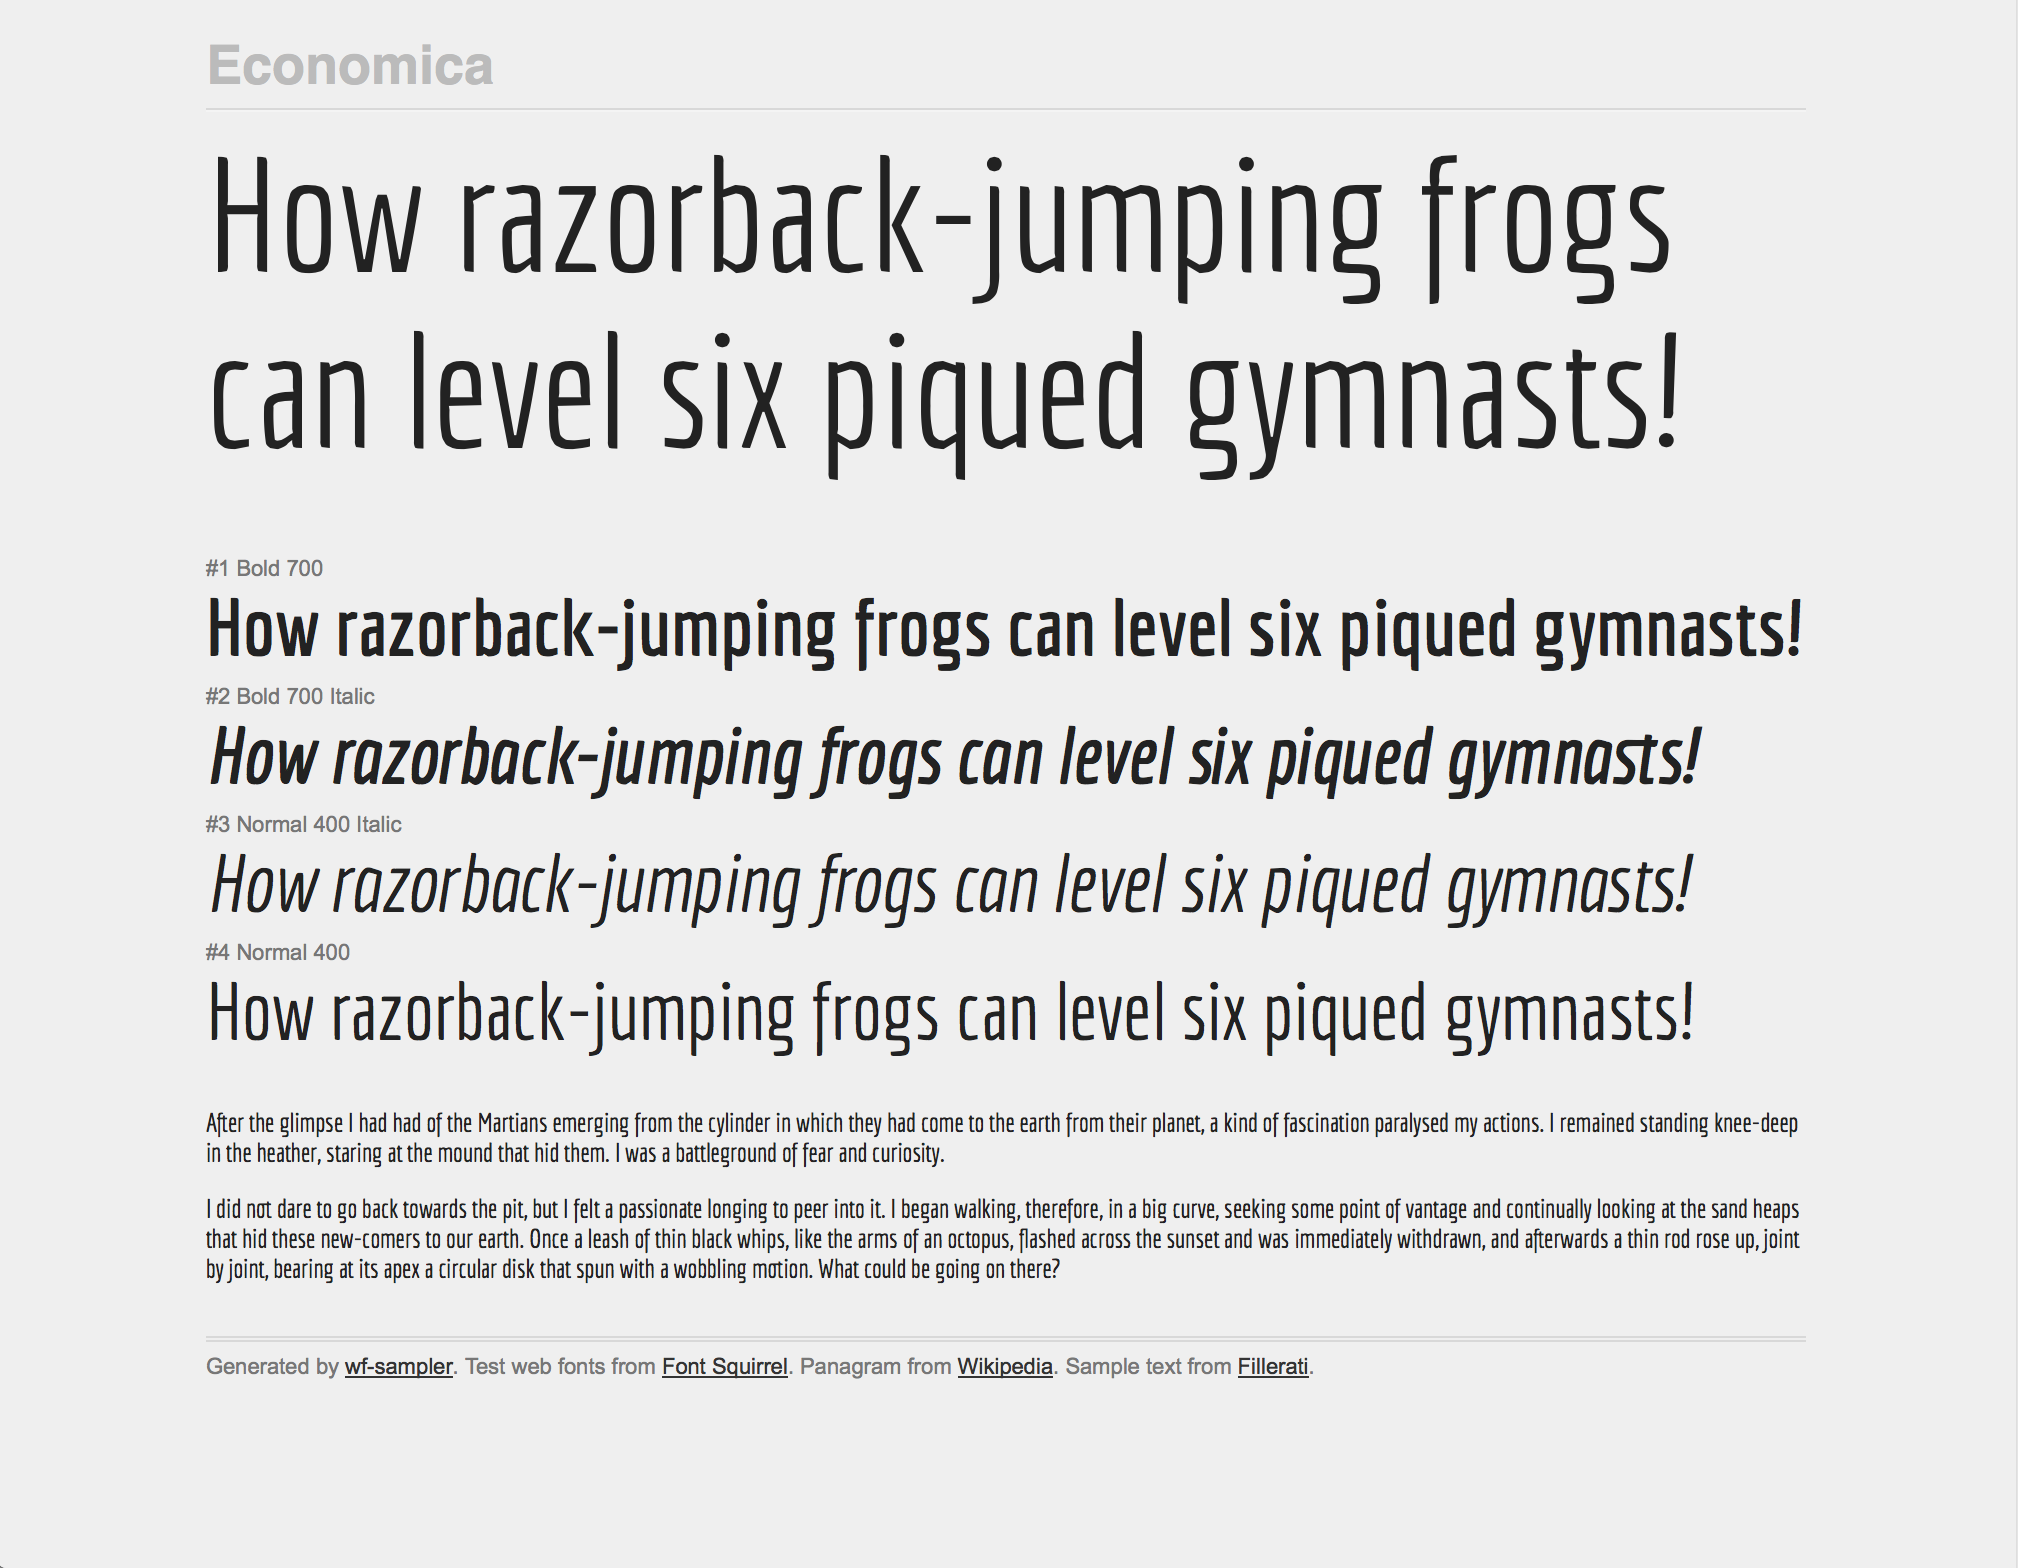 Economica
How razorback-jumping frogs
can level six piqued gymnasts!
#1 Bold 700
How razorback-jumping frogs can level six piqued gymnasts!
#2 Bold 700 Italic
How razorback-jumping frogs can level six piqued gymnasts!
#3 Normal 400 Italic
How razorback-jumping frogs can level six piqued gymnasts!
#4 Normal 400
How razorback-jumping frogs can level six piqued gymnasts!
After the glimpse I had had of the Martians emerging from the cylinder in which they had come to the earth from their planet, a kind of fascination paralysed my actions. I remained standing knee-deep
in the heather, staring at the mound that hid them. I was a battleground of fear and curiosity.
I did not dare to go back towards the pit, but I felt a passionate longing to peer into it. I began walking, therefore, in a big curve, seeking some point of vantage and continually looking at the sand heaps
that hid these new-comers to our earth. Once a leash of thin black whips, like the arms of an octopus, flashed across the sunset and was immediately withdrawn, and afterwards a thin rod rose up, joint
by joint, bearing at its apex a circular disk that spun with a wobbling motion. What could be going on there?
Generated by wf-sampler. Test web fonts from Font Squirrel. Panagram from Wikipedia. Sample text from Fillerati.